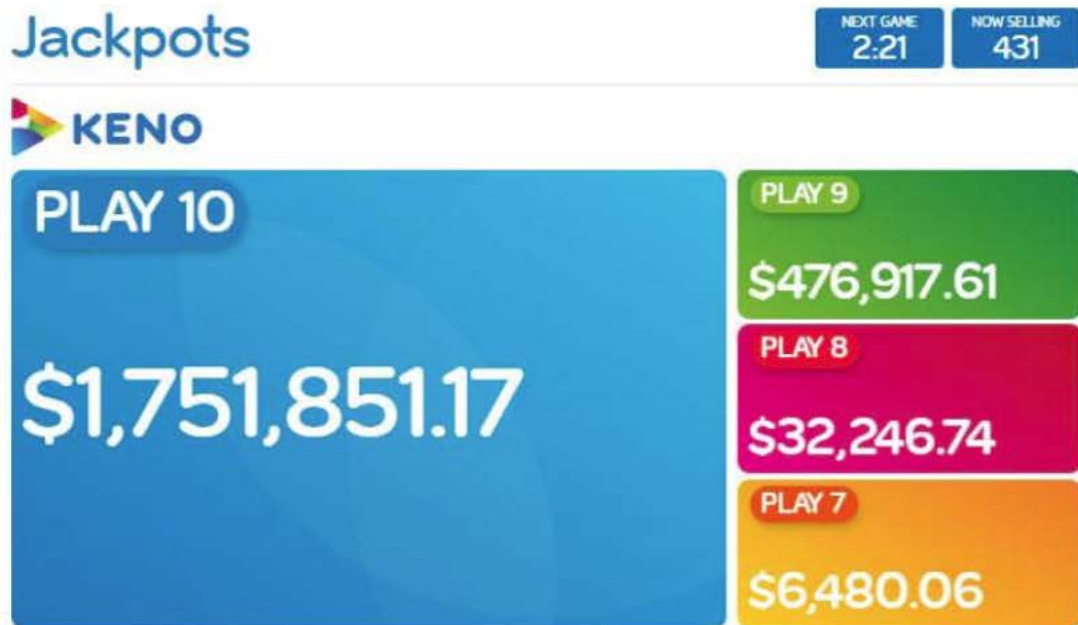 Jackpots
NEXT GAME
2:21
NOW SELLING
431
KENO
PLAY 10
$1,751,851.17
PLAY 9
$476,917.61
PLAY 8
$32,246.74
PLAY 7
$6,480.06